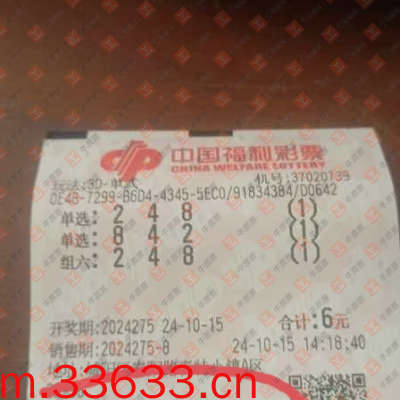 中国福利彩票
CHINA WELFARE LOTTERY
玩法:3D-单式 机号:37020739
0E48-7299-B6D4-4345-5EC0/91834384/D0642
单选: 2 4 8 (1)
单选: 8 4 2 (1)
组六: 2 4 8 (1)
开奖期:2024275 24-10-15 合计:6元
销售期:2024275-8 24-10-15 14:18:40
m.33633.cn